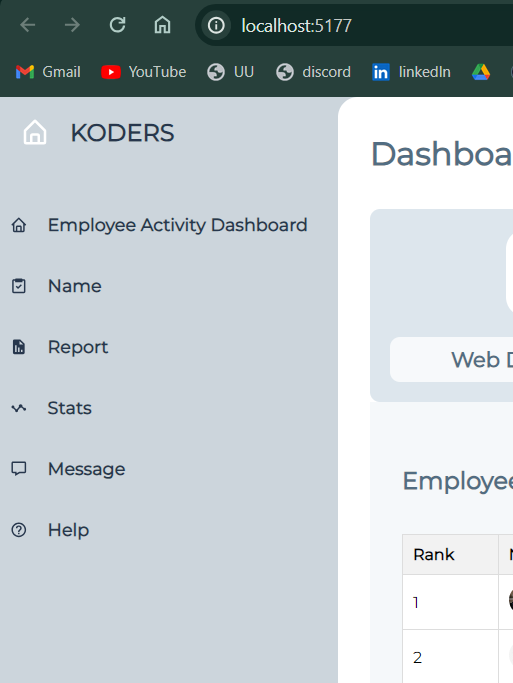 localhost:5177
Gmail YouTube UU discord linkedIn
KODERS
Employee Activity Dashboard
Name
Report
Stats
Message
Help
Dashboa
Web D
Employee
Rank
1
2